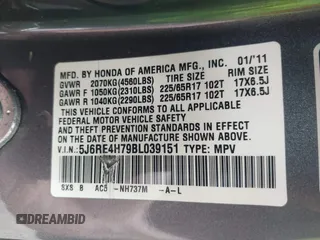 MFD. BY HONDA OF AMERICA MFG., INC. 01/'11
GVWR 2070KG(4560LBS) TIRE SIZE RIM SIZE
GAWR F 1050KG(2310LBS) 225/65R17 102T 17X6.5J
GAWR R 1040KG(2290LBS) 225/65R17 102T 17X6.5J
THIS VEHICLE CONFORMS TO ALL APPLICABLE
FEDERAL MOTOR VEHICLE SAFETY AND THEFT
PREVENTION STANDARDS IN EFFECT ON THE DATE
OF MANUFACTURE SHOWN ABOVE.
V.I.N: 5J6RE4H79BL039151 TYPE: MPV
SXS B AC5 -NH737M -A-L
DREAMBID